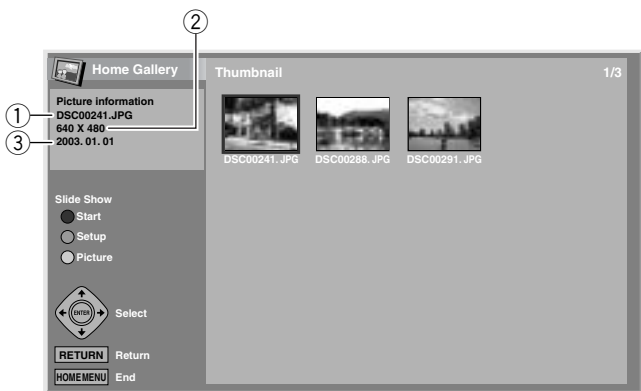 ②
Home Gallery
Thumbnail
1/3
Picture information
① DSC00241.JPG
640 X 480
③ 2003. 01. 01
DSC00241.JPG
DSC00288.JPG
DSC00291.JPG
Slide Show
Start
Setup
Picture
ENTER
Select
RETURN Return
HOMEMENU End